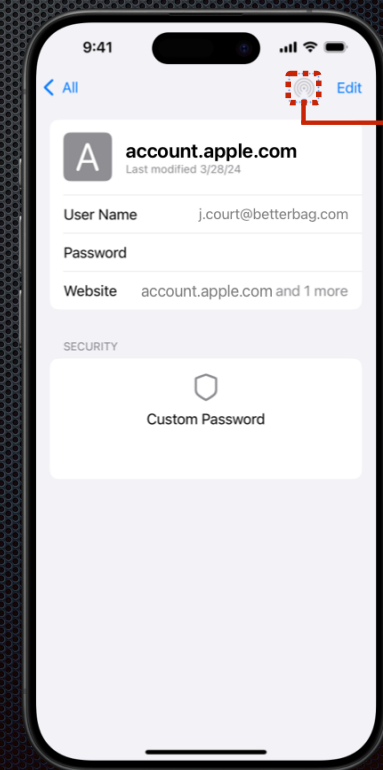 9:41
All
Edit
A
account.apple.com
Last modified 3/28/24
User Name j.court@betterbag.com
Password
Website account.apple.com and 1 more
SECURITY
Custom Password